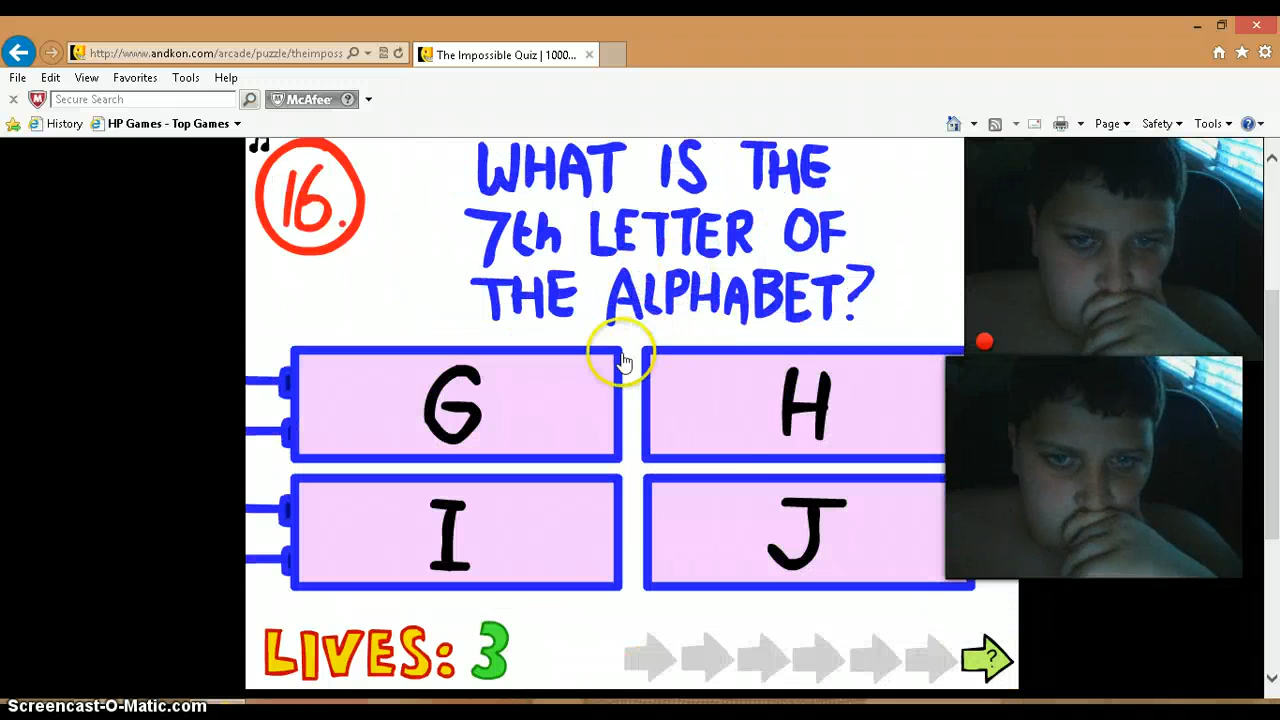 http://www.andkon.com/arcade/puzzle/theimposs
The Impossible Quiz | 1000...
File Edit View Favorites Tools Help
Secure Search McAfee
History HP Games - Top Games Page Safety Tools
16.
WHAT IS THE
7th LETTER OF
THE ALPHABET?
G H
I J
LIVES: 3 ?
Screencast-O-Matic.com